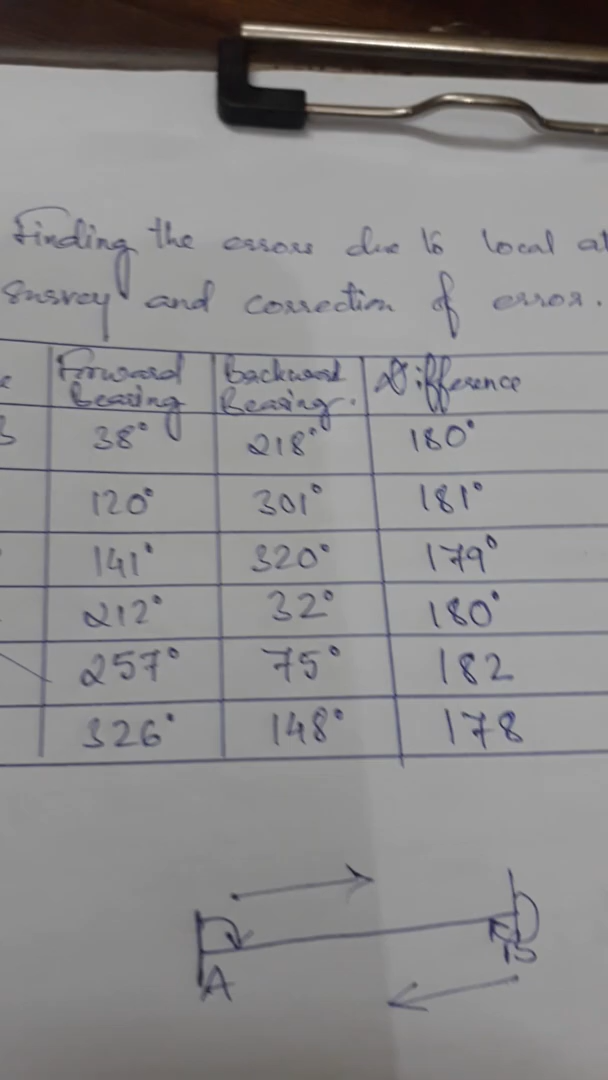 Finding the errors due to local
Survey and correction of error.
Forward Bearing Backward Bearing. Difference
38° 218° 180°
120° 301° 181°
141° 320° 179°
212° 32° 180°
257° 75° 182
326° 148° 178
A B